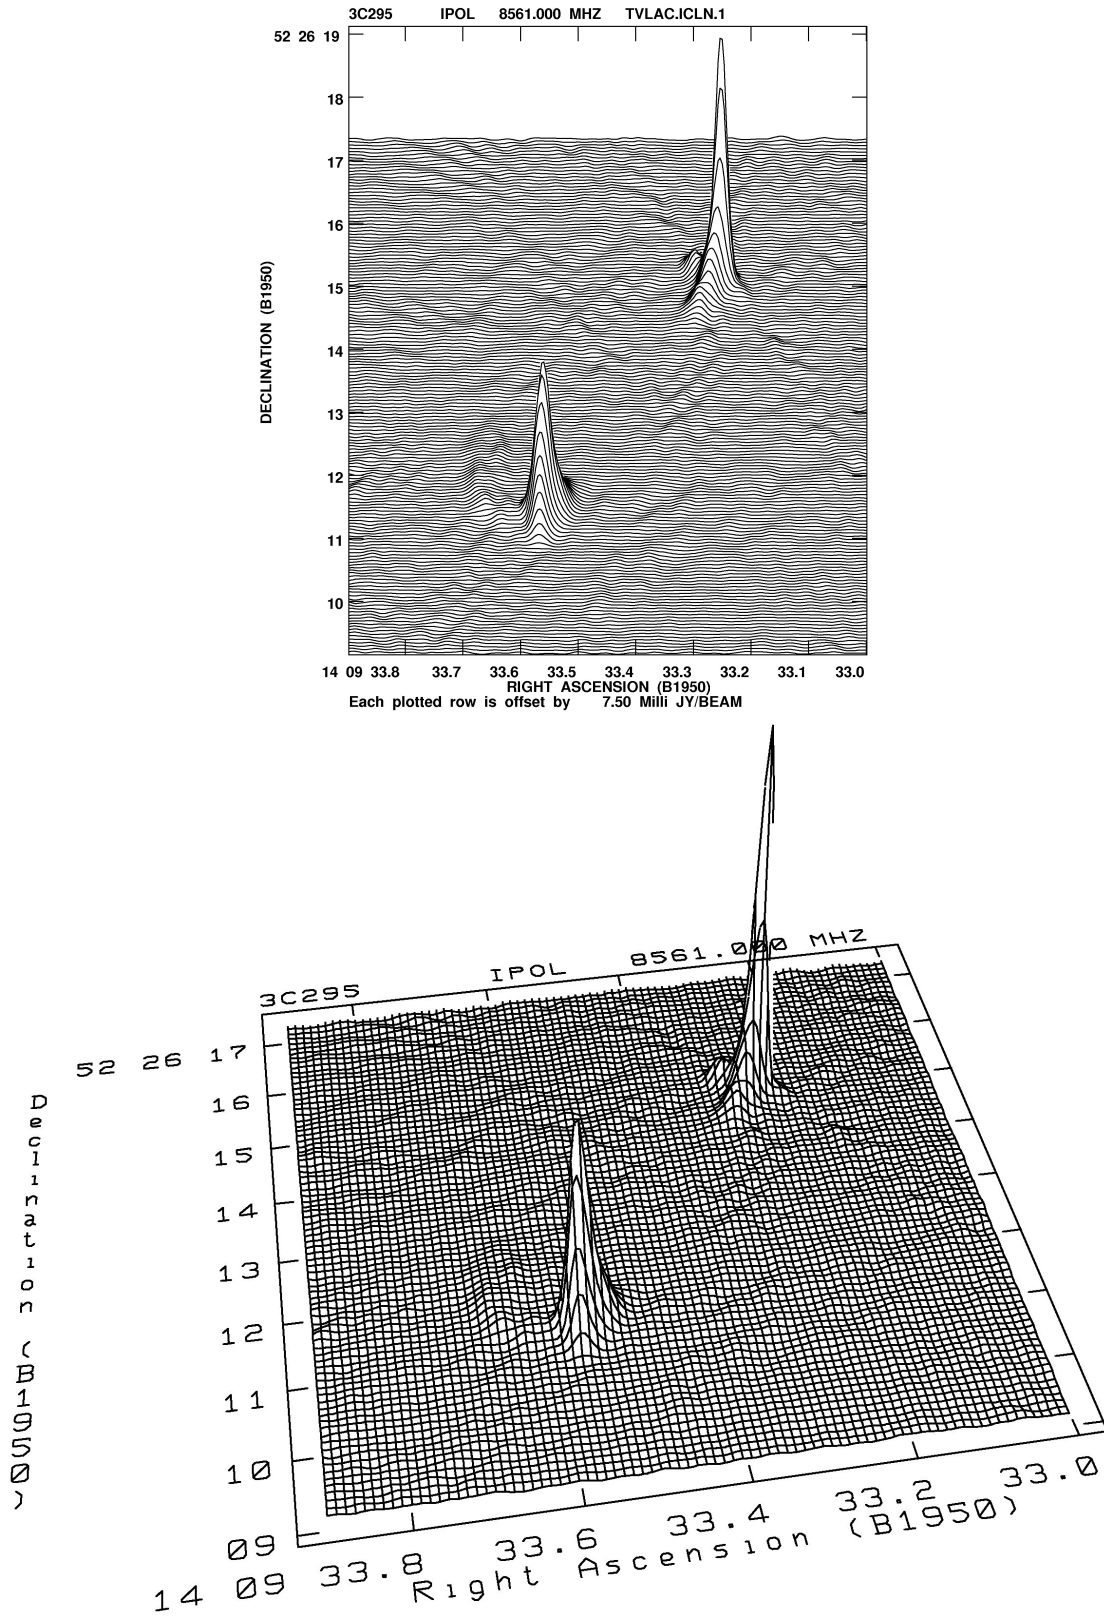 3C295 IPOL 8561.000 MHZ TVLAC.ICLN.1
52 26 19
18
17
16
15
14
13
12
11
10
DECLINATION (B1950)
14 09 33.8 33.7 33.6 33.5 33.4 33.3 33.2 33.1 33.0
RIGHT ASCENSION (B1950)
Each plotted row is offset by 7.50 Milli JY/BEAM
3C295 IPOL 8561.000 MHZ
52 26 17
16
15
14
13
12
11
10
09
Declination (B1950)
14 09 33.8 33.6 33.4 33.2 33.0
Right Ascension (B1950)